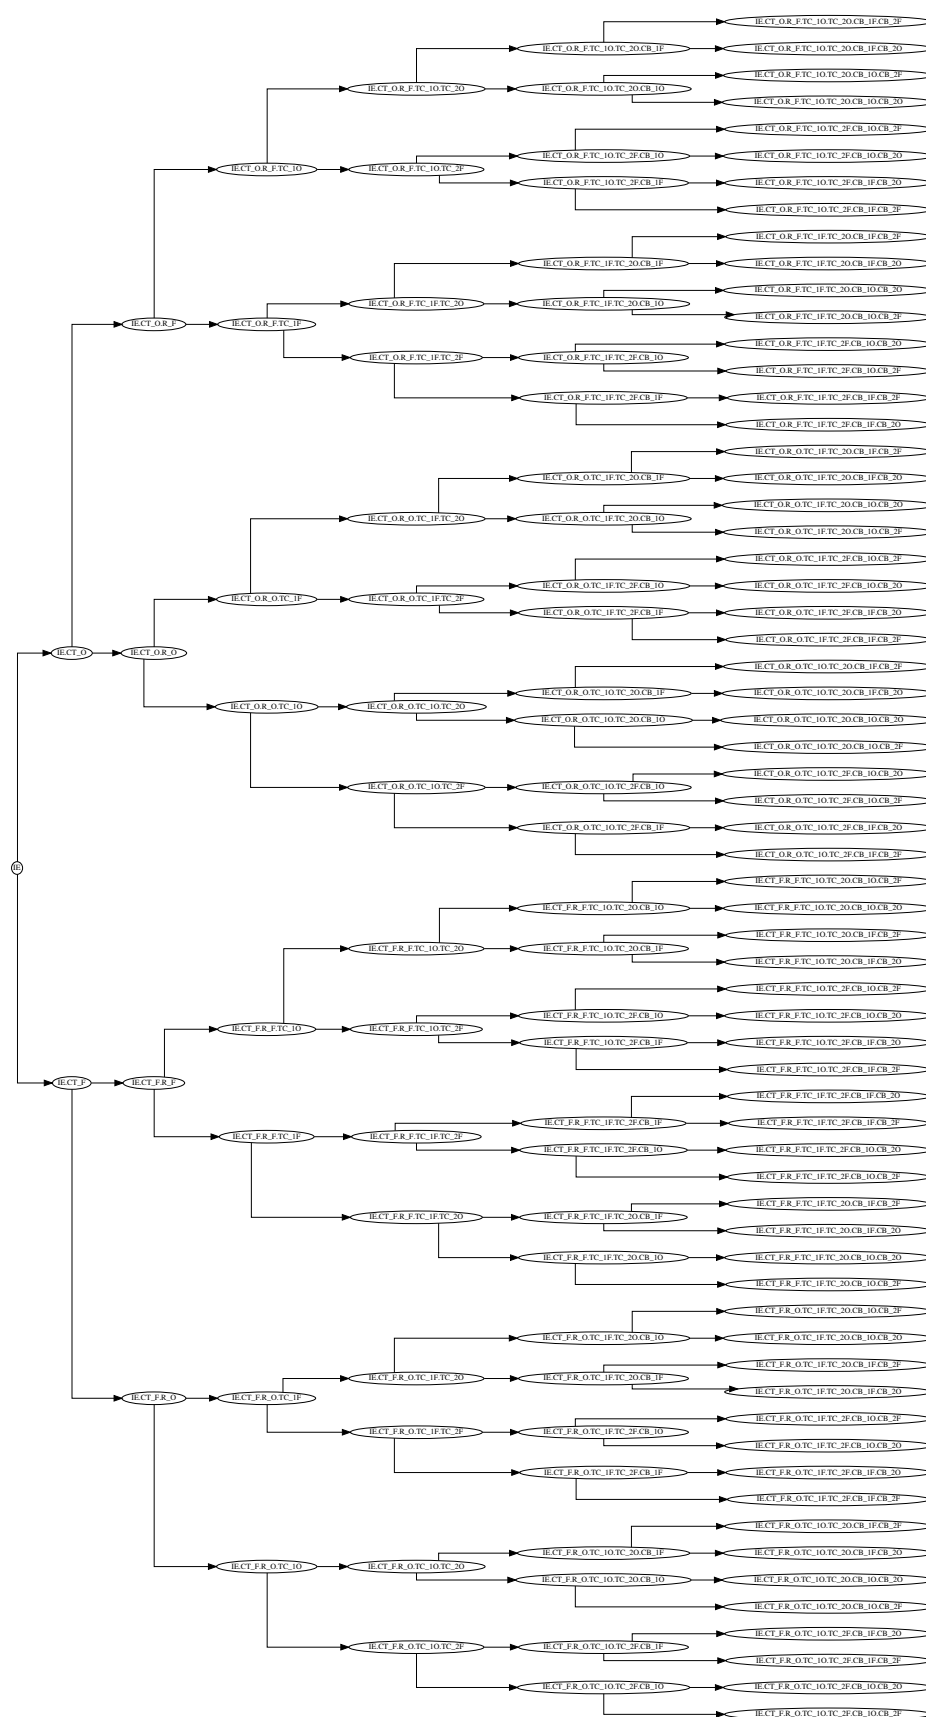 IE.CT_O.R_F.TC_1O.TC_2O.CB_1F.CB_2F
IE.CT_O.R_F.TC_1O.TC_2O.CB_1F
IE.CT_O.R_F.TC_1O.TC_2O.CB_1F.CB_2O
IE.CT_O.R_F.TC_1O.TC_2O.CB_1O.CB_2F
IE.CT_O.R_F.TC_1O.TC_2O
IE.CT_O.R_F.TC_1O.TC_2O.CB_1O
IE.CT_O.R_F.TC_1O.TC_2O.CB_1O.CB_2O
IE.CT_O.R_F.TC_1O.TC_2F.CB_1O.CB_2F
IE.CT_O.R_F.TC_1O.TC_2F.CB_1O
IE.CT_O.R_F.TC_1O.TC_2F.CB_1O.CB_2O
IE.CT_O.R_F.TC_1O
IE.CT_O.R_F.TC_1O.TC_2F
IE.CT_O.R_F.TC_1O.TC_2F.CB_1F
IE.CT_O.R_F.TC_1O.TC_2F.CB_1F.CB_2O
IE.CT_O.R_F.TC_1O.TC_2F.CB_1F.CB_2F
IE.CT_O.R_F.TC_1F.TC_2O.CB_1F.CB_2F
IE.CT_O.R_F.TC_1F.TC_2O.CB_1F
IE.CT_O.R_F.TC_1F.TC_2O.CB_1F.CB_2O
IE.CT_O.R_F.TC_1F.TC_2O.CB_1O.CB_2O
IE.CT_O.R_F.TC_1F.TC_2O
IE.CT_O.R_F.TC_1F.TC_2O.CB_1O
IE.CT_O.R_F.TC_1F.TC_2O.CB_1O.CB_2F
IE.CT_O.R_F
IE.CT_O.R_F.TC_1F
IE.CT_O.R_F.TC_1F.TC_2F.CB_1O.CB_2O
IE.CT_O.R_F.TC_1F.TC_2F
IE.CT_O.R_F.TC_1F.TC_2F.CB_1O
IE.CT_O.R_F.TC_1F.TC_2F.CB_1O.CB_2F
IE.CT_O.R_F.TC_1F.TC_2F.CB_1F
IE.CT_O.R_F.TC_1F.TC_2F.CB_1F.CB_2F
IE.CT_O.R_F.TC_1F.TC_2F.CB_1F.CB_2O
IE.CT_O.R_O.TC_1F.TC_2O.CB_1F.CB_2F
IE.CT_O.R_O.TC_1F.TC_2O.CB_1F
IE.CT_O.R_O.TC_1F.TC_2O.CB_1F.CB_2O
IE.CT_O.R_O.TC_1F.TC_2O.CB_1O.CB_2O
IE.CT_O.R_O.TC_1F.TC_2O
IE.CT_O.R_O.TC_1F.TC_2O.CB_1O
IE.CT_O.R_O.TC_1F.TC_2O.CB_1O.CB_2F
IE.CT_O.R_O.TC_1F.TC_2F.CB_1O.CB_2F
IE.CT_O.R_O.TC_1F.TC_2F.CB_1O
IE.CT_O.R_O.TC_1F.TC_2F.CB_1O.CB_2O
IE.CT_O.R_O.TC_1F
IE.CT_O.R_O.TC_1F.TC_2F
IE.CT_O.R_O.TC_1F.TC_2F.CB_1F
IE.CT_O.R_O.TC_1F.TC_2F.CB_1F.CB_2O
IE.CT_O.R_O.TC_1F.TC_2F.CB_1F.CB_2F
IE.CT_O
IE.CT_O.R_O
IE.CT_O.R_O.TC_1O.TC_2O.CB_1F.CB_2F
IE.CT_O.R_O.TC_1O.TC_2O.CB_1F
IE.CT_O.R_O.TC_1O.TC_2O.CB_1F.CB_2O
IE.CT_O.R_O.TC_1O
IE.CT_O.R_O.TC_1O.TC_2O
IE.CT_O.R_O.TC_1O.TC_2O.CB_1O
IE.CT_O.R_O.TC_1O.TC_2O.CB_1O.CB_2O
IE.CT_O.R_O.TC_1O.TC_2O.CB_1O.CB_2F
IE.CT_O.R_O.TC_1O.TC_2F.CB_1O.CB_2O
IE.CT_O.R_O.TC_1O.TC_2F
IE.CT_O.R_O.TC_1O.TC_2F.CB_1O
IE.CT_O.R_O.TC_1O.TC_2F.CB_1O.CB_2F
IE.CT_O.R_O.TC_1O.TC_2F.CB_1F
IE.CT_O.R_O.TC_1O.TC_2F.CB_1F.CB_2O
IE.CT_O.R_O.TC_1O.TC_2F.CB_1F.CB_2F
IE
IE.CT_F.R_F.TC_1O.TC_2O.CB_1O.CB_2F
IE.CT_F.R_F.TC_1O.TC_2O.CB_1O
IE.CT_F.R_F.TC_1O.TC_2O.CB_1O.CB_2O
IE.CT_F.R_F.TC_1O.TC_2O.CB_1F.CB_2F
IE.CT_F.R_F.TC_1O.TC_2O
IE.CT_F.R_F.TC_1O.TC_2O.CB_1F
IE.CT_F.R_F.TC_1O.TC_2O.CB_1F.CB_2O
IE.CT_F.R_F.TC_1O.TC_2F.CB_1O.CB_2F
IE.CT_F.R_F.TC_1O.TC_2F.CB_1O
IE.CT_F.R_F.TC_1O.TC_2F.CB_1O.CB_2O
IE.CT_F.R_F.TC_1O
IE.CT_F.R_F.TC_1O.TC_2F
IE.CT_F.R_F.TC_1O.TC_2F.CB_1F
IE.CT_F.R_F.TC_1O.TC_2F.CB_1F.CB_2O
IE.CT_F.R_F.TC_1O.TC_2F.CB_1F.CB_2F
IE.CT_F
IE.CT_F.R_F
IE.CT_F.R_F.TC_1F.TC_2F.CB_1F.CB_2O
IE.CT_F.R_F.TC_1F.TC_2F.CB_1F
IE.CT_F.R_F.TC_1F.TC_2F.CB_1F.CB_2F
IE.CT_F.R_F.TC_1F
IE.CT_F.R_F.TC_1F.TC_2F
IE.CT_F.R_F.TC_1F.TC_2F.CB_1O
IE.CT_F.R_F.TC_1F.TC_2F.CB_1O.CB_2O
IE.CT_F.R_F.TC_1F.TC_2F.CB_1O.CB_2F
IE.CT_F.R_F.TC_1F.TC_2O.CB_1F.CB_2F
IE.CT_F.R_F.TC_1F.TC_2O
IE.CT_F.R_F.TC_1F.TC_2O.CB_1F
IE.CT_F.R_F.TC_1F.TC_2O.CB_1F.CB_2O
IE.CT_F.R_F.TC_1F.TC_2O.CB_1O
IE.CT_F.R_F.TC_1F.TC_2O.CB_1O.CB_2O
IE.CT_F.R_F.TC_1F.TC_2O.CB_1O.CB_2F
IE.CT_F.R_O.TC_1F.TC_2O.CB_1O.CB_2F
IE.CT_F.R_O.TC_1F.TC_2O.CB_1O
IE.CT_F.R_O.TC_1F.TC_2O.CB_1O.CB_2O
IE.CT_F.R_O.TC_1F.TC_2O.CB_1F.CB_2F
IE.CT_F.R_O.TC_1F.TC_2O
IE.CT_F.R_O.TC_1F.TC_2O.CB_1F
IE.CT_F.R_O.TC_1F.TC_2O.CB_1F.CB_2O
IE.CT_F.R_O
IE.CT_F.R_O.TC_1F
IE.CT_F.R_O.TC_1F.TC_2F.CB_1O.CB_2F
IE.CT_F.R_O.TC_1F.TC_2F
IE.CT_F.R_O.TC_1F.TC_2F.CB_1O
IE.CT_F.R_O.TC_1F.TC_2F.CB_1O.CB_2O
IE.CT_F.R_O.TC_1F.TC_2F.CB_1F
IE.CT_F.R_O.TC_1F.TC_2F.CB_1F.CB_2O
IE.CT_F.R_O.TC_1F.TC_2F.CB_1F.CB_2F
IE.CT_F.R_O.TC_1O.TC_2O.CB_1F.CB_2F
IE.CT_F.R_O.TC_1O.TC_2O.CB_1F
IE.CT_F.R_O.TC_1O.TC_2O.CB_1F.CB_2O
IE.CT_F.R_O.TC_1O
IE.CT_F.R_O.TC_1O.TC_2O
IE.CT_F.R_O.TC_1O.TC_2O.CB_1O
IE.CT_F.R_O.TC_1O.TC_2O.CB_1O.CB_2O
IE.CT_F.R_O.TC_1O.TC_2O.CB_1O.CB_2F
IE.CT_F.R_O.TC_1O.TC_2F.CB_1F.CB_2O
IE.CT_F.R_O.TC_1O.TC_2F
IE.CT_F.R_O.TC_1O.TC_2F.CB_1F
IE.CT_F.R_O.TC_1O.TC_2F.CB_1F.CB_2F
IE.CT_F.R_O.TC_1O.TC_2F.CB_1O
IE.CT_F.R_O.TC_1O.TC_2F.CB_1O.CB_2O
IE.CT_F.R_O.TC_1O.TC_2F.CB_1O.CB_2F